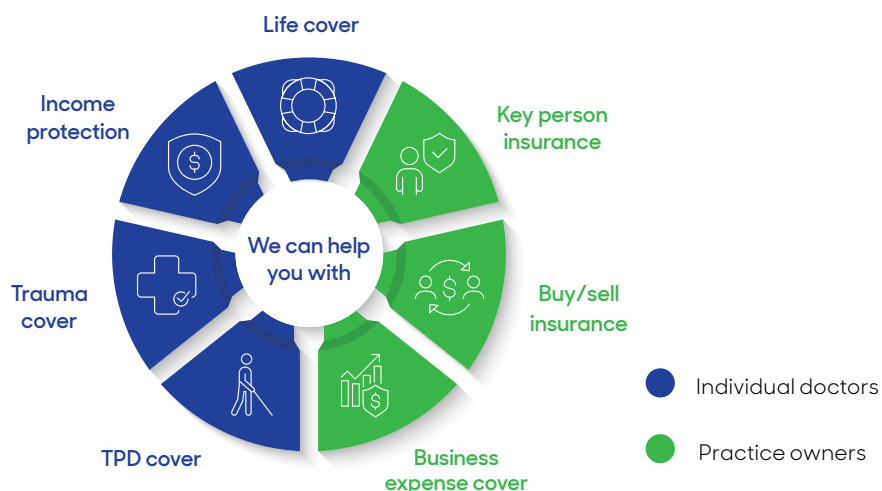 Life cover
Income
protection
Key person
insurance
We can help
you with
Trauma
cover
Buy/sell
insurance
Individual doctors
TPD cover
Business
expense cover
Practice owners
$
$
$